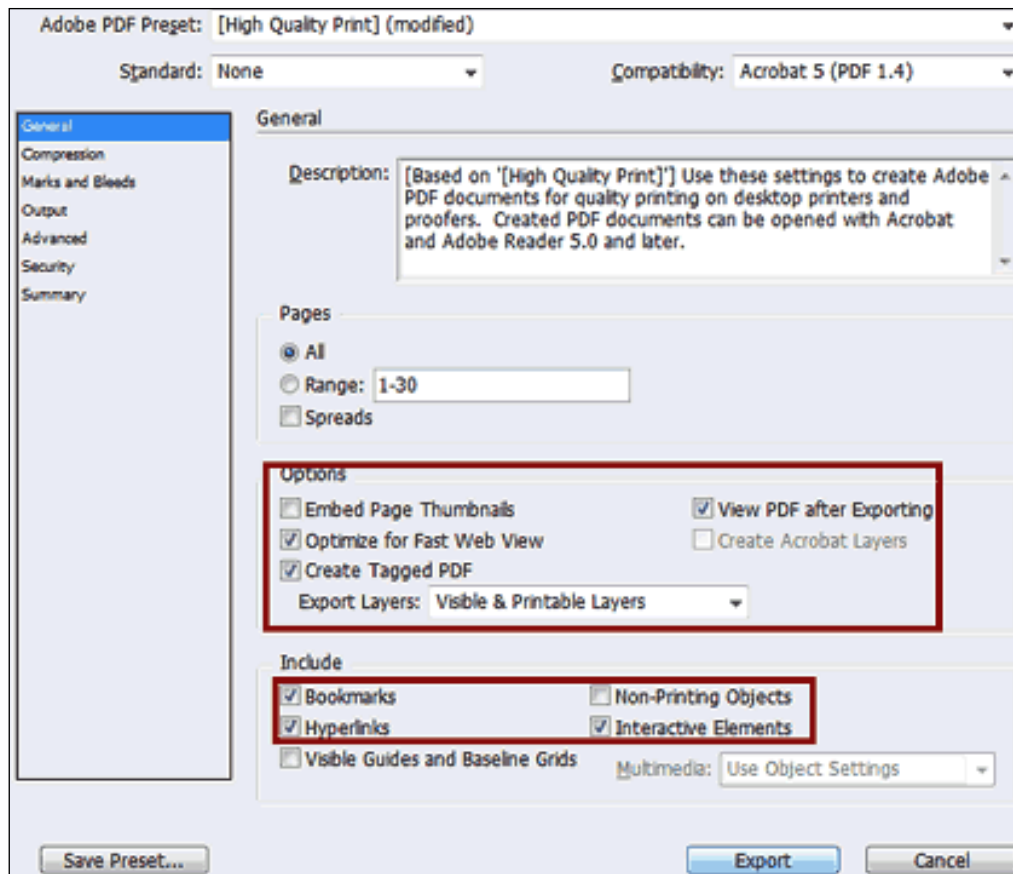 Adobe PDF Preset: [High Quality Print] (modified)
Standard: None Compatibility: Acrobat 5 (PDF 1.4)
General
Compression
Marks and Bleeds
Output
Advanced
Security
Summary
General
Description: [Based on '[High Quality Print]'] Use these settings to create Adobe
PDF documents for quality printing on desktop printers and
proofers. Created PDF documents can be opened with Acrobat
and Adobe Reader 5.0 and later.
Pages
All
Range: 1-30
Spreads
Options
Embed Page Thumbnails View PDF after Exporting
Optimize for Fast Web View Create Acrobat Layers
Create Tagged PDF
Export Layers: Visible & Printable Layers
Include
Bookmarks Non-Printing Objects
Hyperlinks Interactive Elements
Visible Guides and Baseline Grids Multimedia: Use Object Settings
Save Preset... Export Cancel